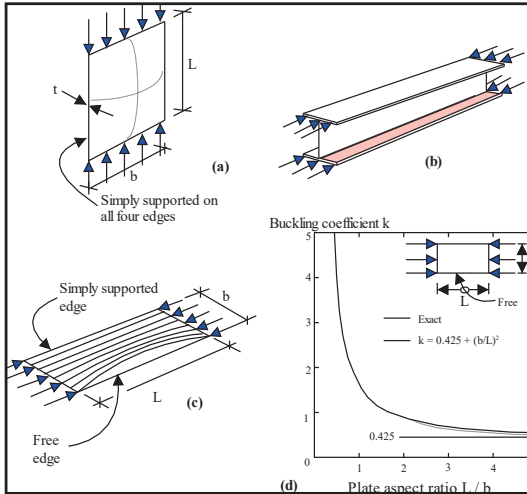 L
t
(a)
b
Simply supported on
all four edges
(b)
Simply supported
edge
b
L
(c)
Free
edge
Buckling coefficient k
5
4
3
2
1
0
L
Free
Exact
k = 0.425 + (b/L)²
0.425
1
2
3
4
(d)
Plate aspect ratio L / b